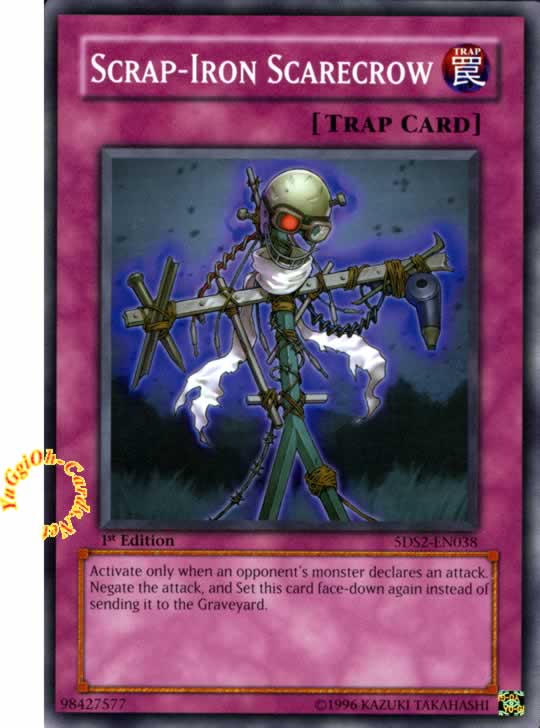 SCRAP-IRON SCARECROW
TRAP
罠
[TRAP CARD]
YuGgiOh-Cards.Net
1st Edition
5DS2-EN038
Activate only when an opponent's monster declares an attack.
Negate the attack, and Set this card face-down again instead of
sending it to the Graveyard.
98427577
©1996 KAZUKI TAKAHASHI